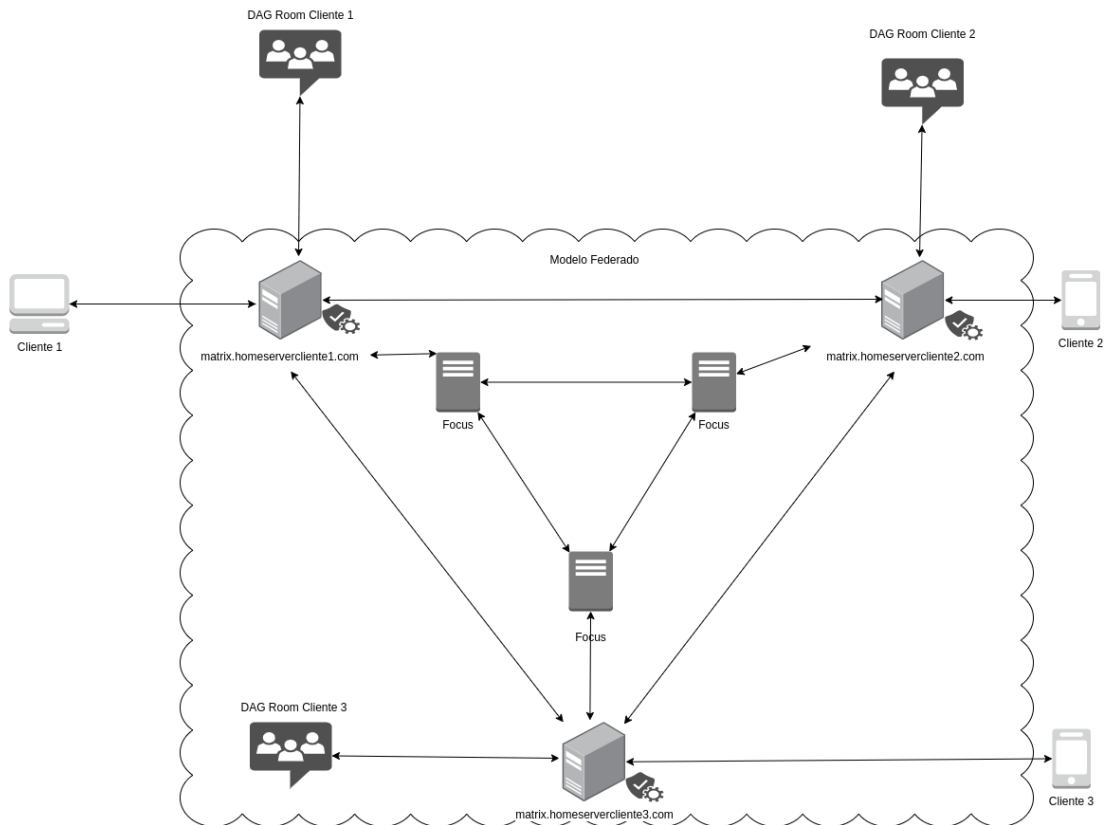 DAG Room Cliente 1
DAG Room Cliente 2
Modelo Federado
Cliente 1
Cliente 2
matrix.homeservercliente1.com
matrix.homeservercliente2.com
Focus
Focus
Focus
DAG Room Cliente 3
Cliente 3
matrix.homeservercliente3.com